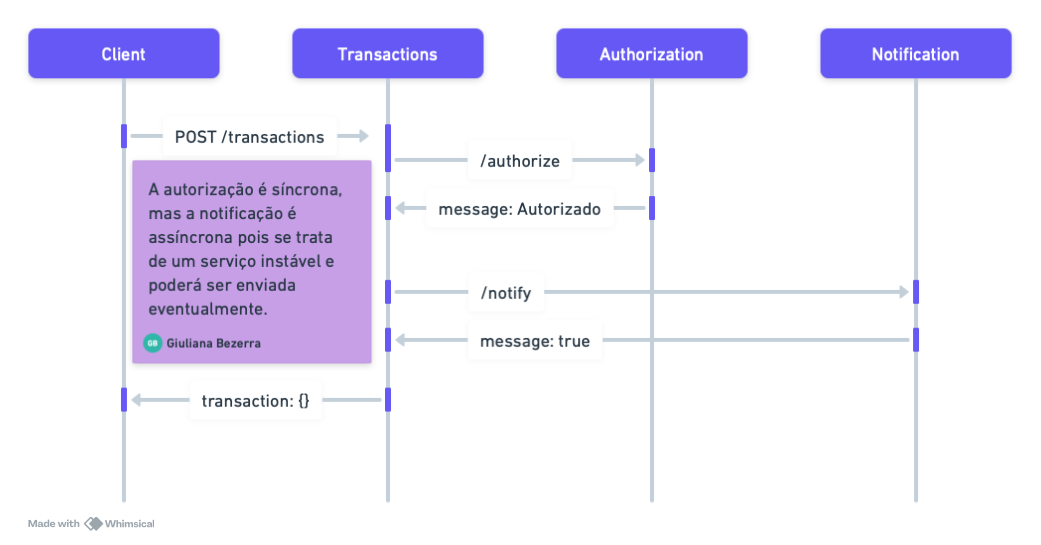 Client
Transactions
Authorization
Notification
POST /transactions
/authorize
message: Autorizado
A autorização é síncrona,
mas a notificação é
assíncrona pois se trata
de um serviço instável e
poderá ser enviada
eventualmente.
GB Giuliana Bezerra
/notify
message: true
transaction: {}
Made with Whimsical